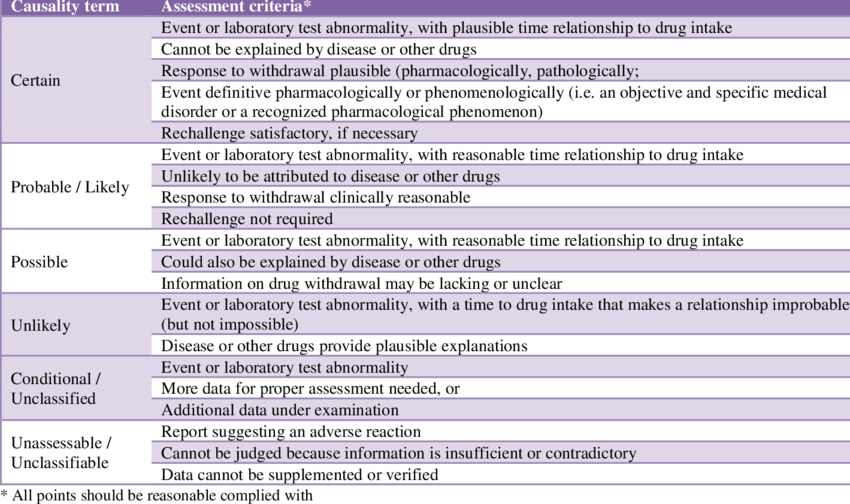 Causality term Assessment criteria*
Certain
Event or laboratory test abnormality, with plausible time relationship to drug intake
Cannot be explained by disease or other drugs
Response to withdrawal plausible (pharmacologically, pathologically;
Event definitive pharmacologically or phenomenologically (i.e. an objective and specific medical
disorder or a recognized pharmacological phenomenon)
Rechallenge satisfactory, if necessary
Probable / Likely
Event or laboratory test abnormality, with reasonable time relationship to drug intake
Unlikely to be attributed to disease or other drugs
Response to withdrawal clinically reasonable
Rechallenge not required
Possible
Event or laboratory test abnormality, with reasonable time relationship to drug intake
Could also be explained by disease or other drugs
Information on drug withdrawal may be lacking or unclear
Unlikely
Event or laboratory test abnormality, with a time to drug intake that makes a relationship improbable
(but not impossible)
Disease or other drugs provide plausible explanations
Conditional /
Unclassified
Event or laboratory test abnormality
More data for proper assessment needed, or
Additional data under examination
Unassessable /
Unclassifiable
Report suggesting an adverse reaction
Cannot be judged because information is insufficient or contradictory
Data cannot be supplemented or verified
* All points should be reasonable complied with